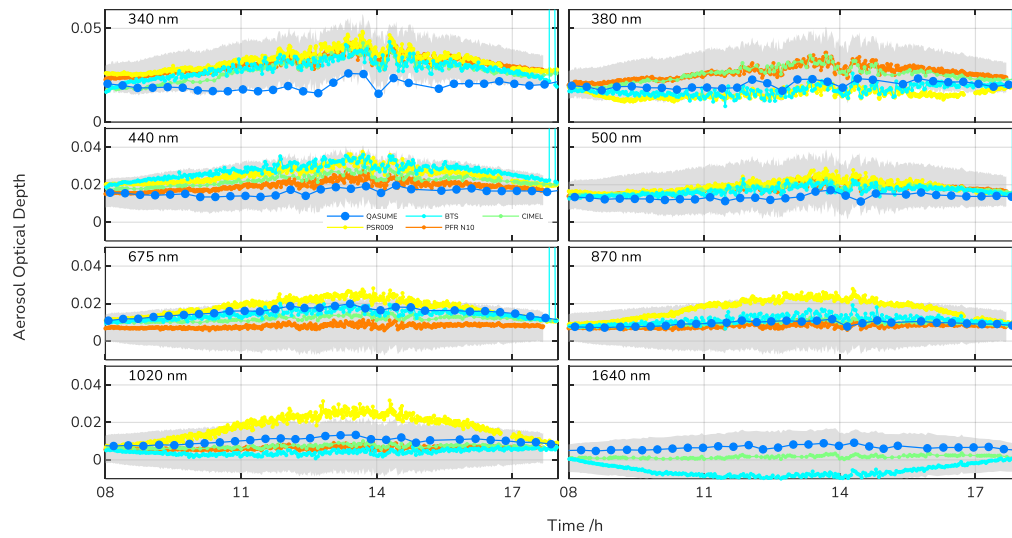 340 nm
380 nm
0.05
0
440 nm
500 nm
0.04
0.02
0
QASUME
BTS
CIMEL
PSR009
PFR N10
675 nm
870 nm
0.04
0.02
0
1020 nm
1640 nm
0.04
0.02
0
08
11
14
17
08
11
14
17
Aerosol Optical Depth
Time /h